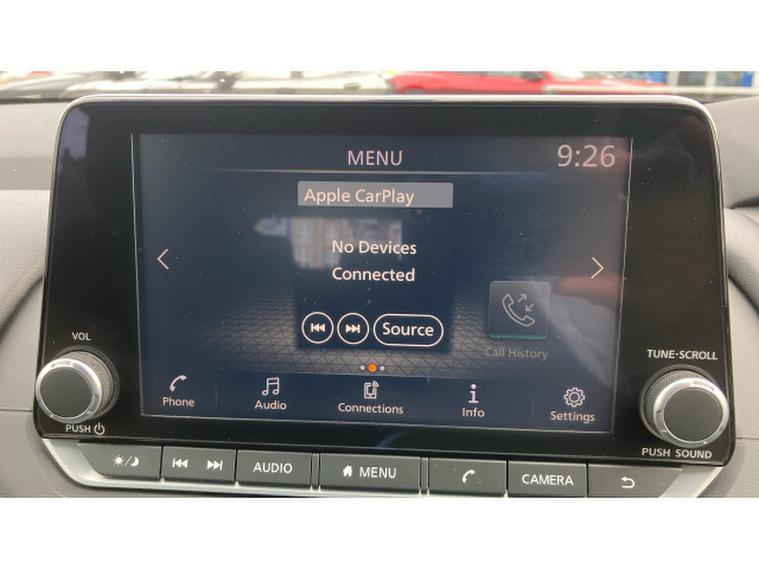 MENU
9:26
Apple CarPlay
No Devices
Connected
Source
Call History
VOL
TUNE·SCROLL
Phone
Audio
Connections
Info
Settings
PUSH
PUSH SOUND
AUDIO
MENU
CAMERA